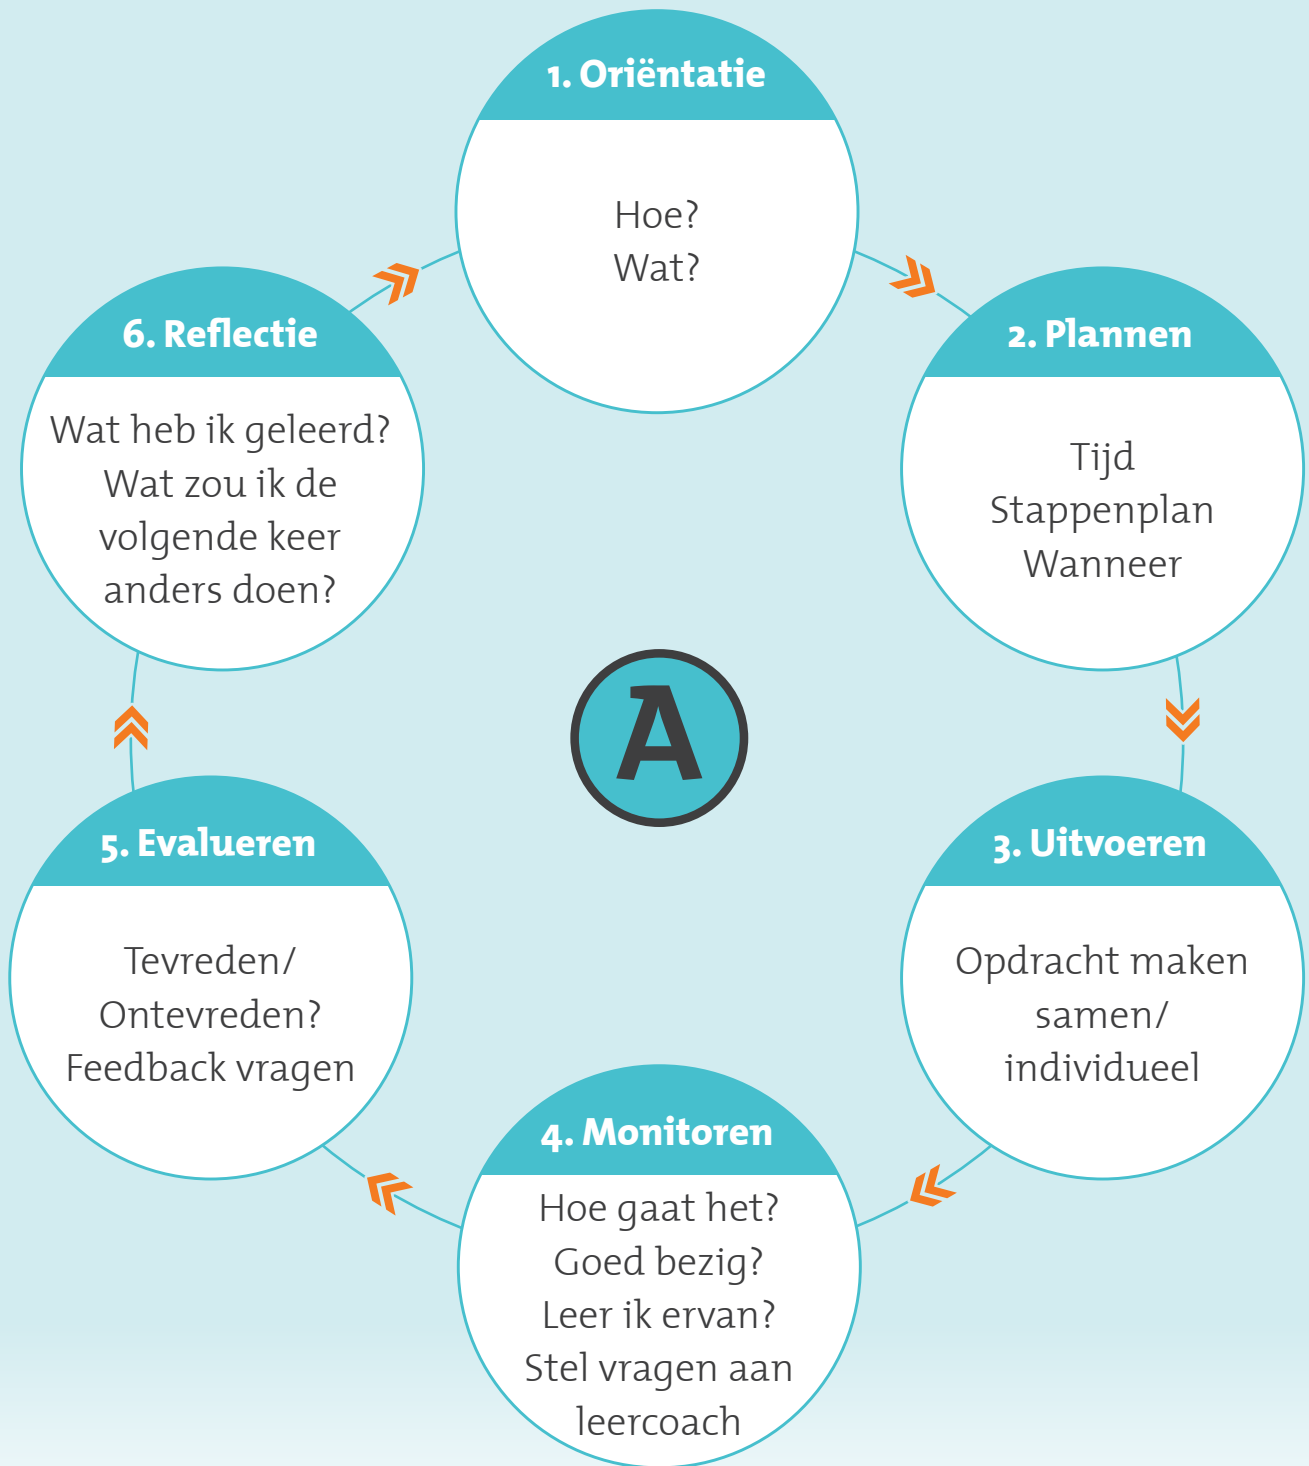 1. Oriëntatie
Hoe?
Wat?
2. Plannen
Tijd
Stappenplan
Wanneer
3. Uitvoeren
Opdracht maken
samen/
individueel
4. Monitoren
Hoe gaat het?
Goed bezig?
Leer ik ervan?
Stel vragen aan
leercoach
5. Evalueren
Tevreden/
Ontevreden?
Feedback vragen
6. Reflectie
Wat heb ik geleerd?
Wat zou ik de
volgende keer
anders doen?
A